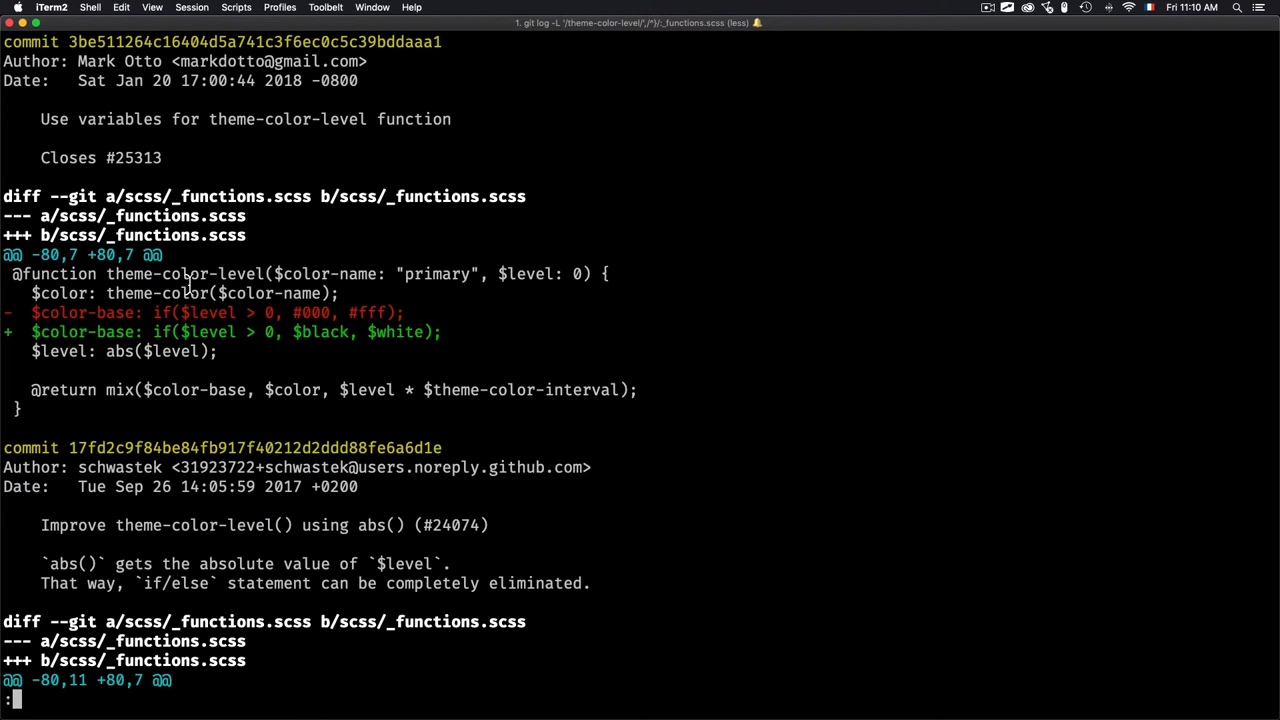 iTerm2 Shell Edit View Session Scripts Profiles Toolbelt Window Help Fri 11:10 AM
1. git log -L '/theme-color-level/',/^}/:_functions.scss (less)
commit 3be511264c16404d5a741c3f6ec0c5c39bddaaa1
Author: Mark Otto <markdotto@gmail.com>
Date:   Sat Jan 20 17:00:44 2018 -0800
    Use variables for theme-color-level function
    Closes #25313
diff --git a/scss/_functions.scss b/scss/_functions.scss
--- a/scss/_functions.scss
+++ b/scss/_functions.scss
@@ -80,7 +80,7 @@
 @function theme-color-level($color-name: "primary", $level: 0) {
   $color: theme-color($color-name);
-  $color-base: if($level > 0, #000, #fff);
+  $color-base: if($level > 0, $black, $white);
   $level: abs($level);
   @return mix($color-base, $color, $level * $theme-color-interval);
 }
commit 17fd2c9f84be84fb917f40212d2ddd88fe6a6d1e
Author: schwastek <31923722+schwastek@users.noreply.github.com>
Date:   Tue Sep 26 14:05:59 2017 +0200
    Improve theme-color-level() using abs() (#24074)
    `abs()` gets the absolute value of `$level`.
    That way, `if/else` statement can be completely eliminated.
diff --git a/scss/_functions.scss b/scss/_functions.scss
--- a/scss/_functions.scss
+++ b/scss/_functions.scss
@@ -80,11 +80,7 @@
: